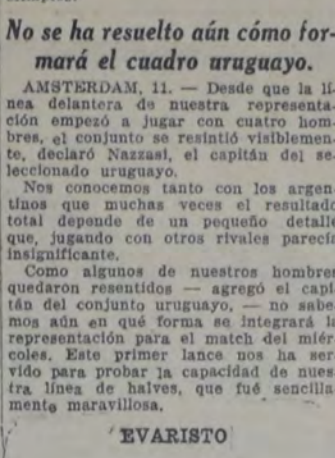 No se ha resuelto aún cómo for-
mará el cuadro uruguayo.
AMSTERDAM, 11. — Desde que la lí-
nea delantera de nuestra representa-
ción empezó a jugar con cuatro hom-
bres, el conjunto se resintió visiblemen-
te, declaró Nazzasi, el capitán del se-
leccionado uruguayo.
Nos conocemos tanto con los argen-
tinos que muchas veces el resultado
total depende de un pequeño detalle
que, jugando con otros rivales parecía
insignificante.
Como algunos de nuestros hombres
quedaron resentidos — agregó el capi-
tán del conjunto uruguayo, — no sabe-
mos aún en qué forma se integrará la
representación para el match del miér-
coles. Este primer lance nos ha ser-
vido para probar la capacidad de nues-
tra línea de halves, que fué sencilla-
mente maravillosa.
EVARISTO